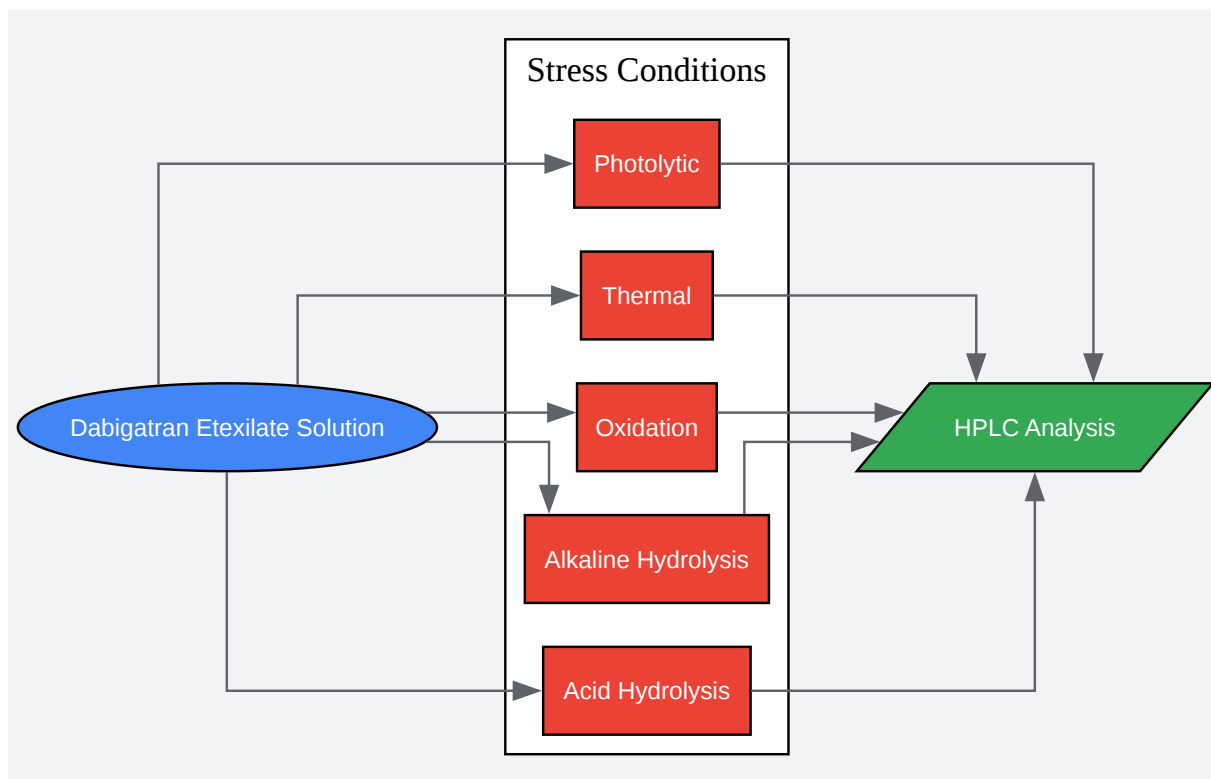 Stress Conditions
Photolytic
Thermal
Dabigatran Etexilate Solution
Oxidation
HPLC Analysis
Alkaline Hydrolysis
Acid Hydrolysis